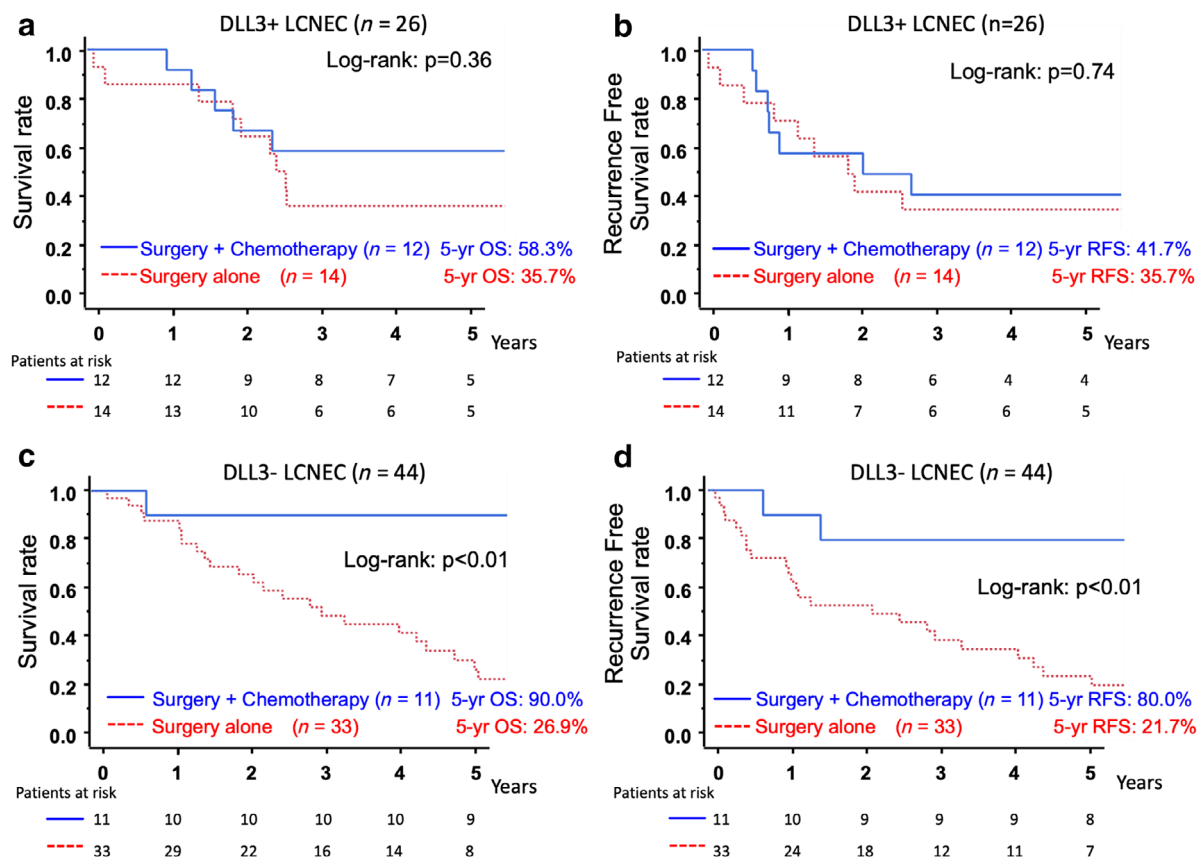 a
DLL3+ LCNEC (n = 26)
Log-rank: p=0.36
Survival rate
1.0
0.8
0.6
0.4
0.2
0.0
Surgery + Chemotherapy (n = 12) 5-yr OS: 58.3%
Surgery alone (n = 14) 5-yr OS: 35.7%
0 1 2 3 4 5 Years
Patients at risk
12 12 9 8 7 5
14 13 10 6 6 5
b
DLL3+ LCNEC (n=26)
Log-rank: p=0.74
Recurrence Free
Survival rate
1.0
0.8
0.6
0.4
0.2
0.0
Surgery + Chemotherapy (n = 12) 5-yr RFS: 41.7%
Surgery alone (n = 14) 5-yr RFS: 35.7%
0 1 2 3 4 5 Years
Patients at risk
12 9 8 6 4 4
14 11 7 6 6 5
c
DLL3- LCNEC (n = 44)
Log-rank: p<0.01
Survival rate
1.0
0.8
0.6
0.4
0.2
0.0
Surgery + Chemotherapy (n = 11) 5-yr OS: 90.0%
Surgery alone (n = 33) 5-yr OS: 26.9%
0 1 2 3 4 5 Years
Patients at risk
11 10 10 10 10 9
33 29 22 16 14 8
d
DLL3- LCNEC (n = 44)
Log-rank: p<0.01
Recurrence Free
Survival rate
1.0
0.8
0.6
0.4
0.2
0.0
Surgery + Chemotherapy (n = 11) 5-yr RFS: 80.0%
Surgery alone (n = 33) 5-yr RFS: 21.7%
0 1 2 3 4 5 Years
Patients at risk
11 10 9 9 9 8
33 24 18 12 11 7